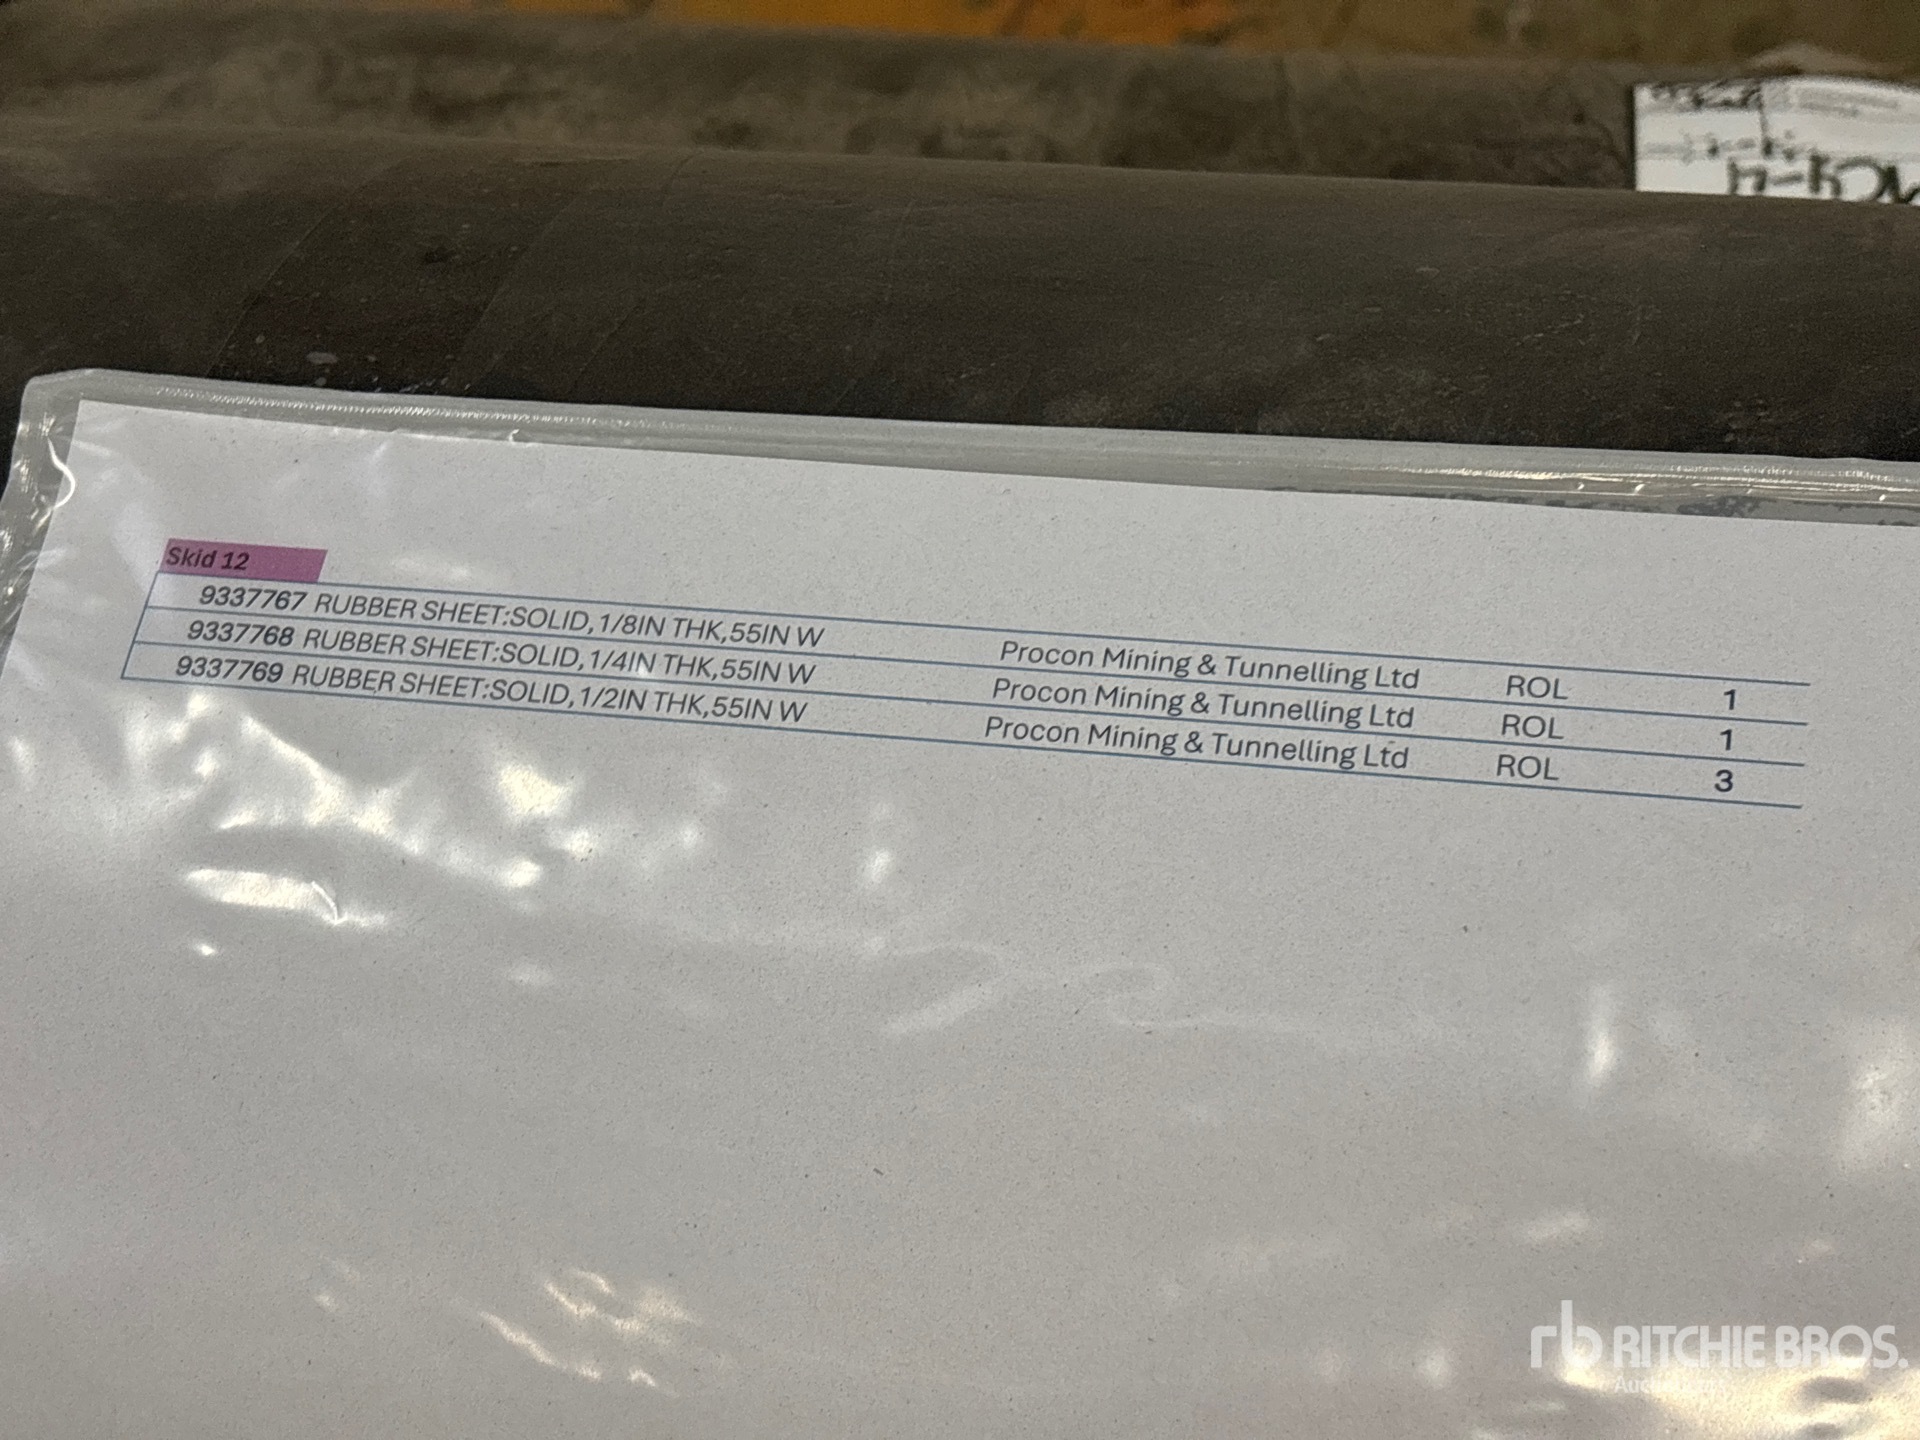 Skid 12
9337767 RUBBER SHEET:SOLID,1/8IN THK,55IN W Procon Mining & Tunnelling Ltd ROL 1
9337768 RUBBER SHEET:SOLID,1/4IN THK,55IN W Procon Mining & Tunnelling Ltd ROL 1
9337769 RUBBER SHEET:SOLID,1/2IN THK,55IN W Procon Mining & Tunnelling Ltd ROL 3
rb RITCHIE BROS.